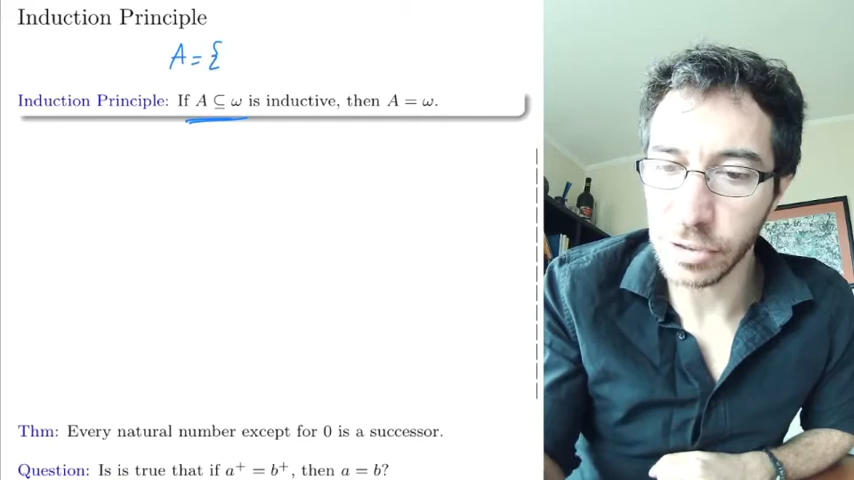 Induction Principle
A = {
Induction Principle: If A ⊆ ω is inductive, then A = ω.
Thm: Every natural number except for 0 is a successor.
Question: Is is true that if a⁺ = b⁺, then a = b?